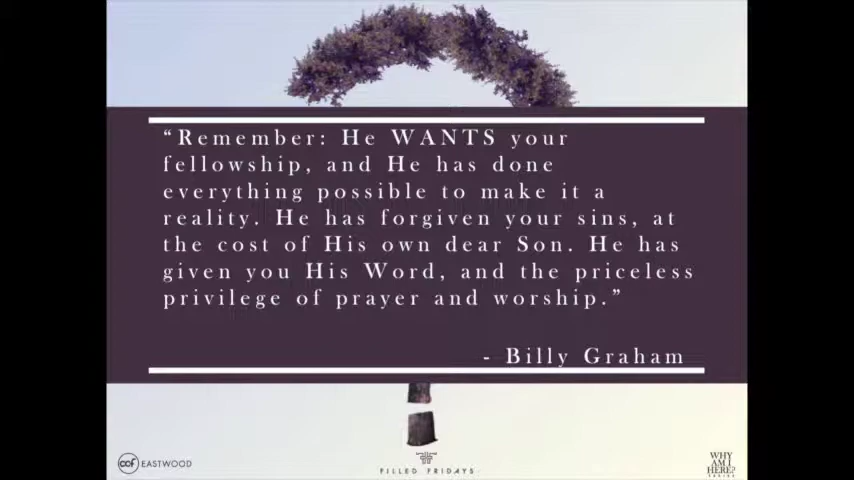 “Remember: He WANTS your
fellowship, and He has done
everything possible to make it a
reality. He has forgiven your sins, at
the cost of His own dear Son. He has
given you His Word, and the priceless
privilege of prayer and worship.”
- Billy Graham
CCF EASTWOOD
FILLED FRIDAYS
WHY
AM I
HERE?
SERIES